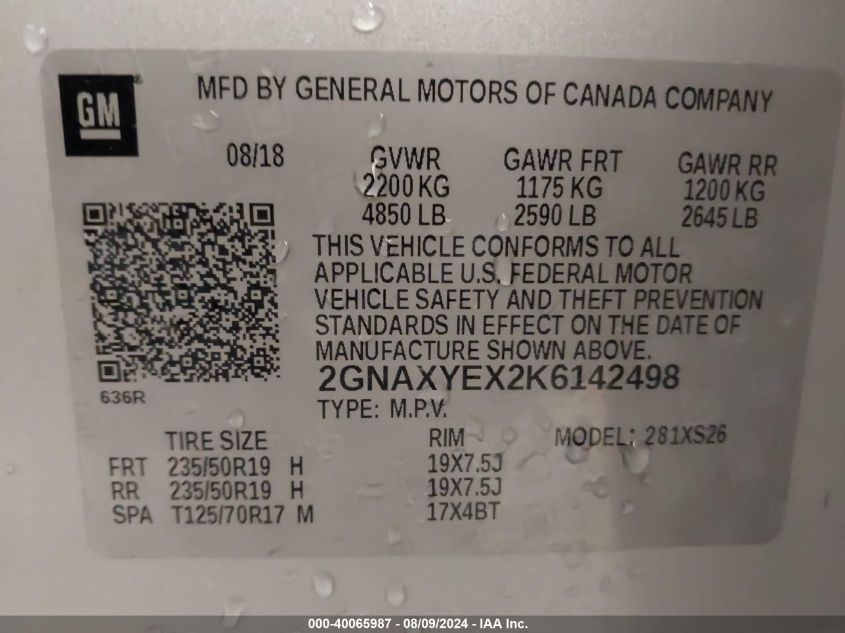 GM
MFD BY GENERAL MOTORS OF CANADA COMPANY
08/18 GVWR GAWR FRT GAWR RR
2200 KG 1175 KG 1200 KG
4850 LB 2590 LB 2645 LB
THIS VEHICLE CONFORMS TO ALL
APPLICABLE U.S. FEDERAL MOTOR
VEHICLE SAFETY AND THEFT PREVENTION
STANDARDS IN EFFECT ON THE DATE OF
MANUFACTURE SHOWN ABOVE.
2GNAXYEX2K6142498
636R
TYPE: M.P.V.
TIRE SIZE RIM MODEL: 281XS26
FRT 235/50R19 H 19X7.5J
RR 235/50R19 H 19X7.5J
SPA T125/70R17 M 17X4BT
000-40065987 - 08/09/2024 - IAA Inc.